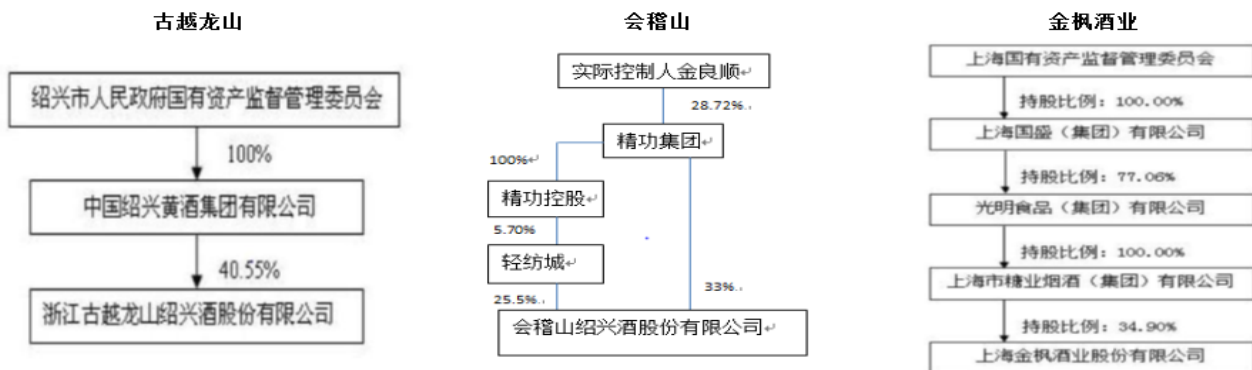 古越龙山
绍兴市人民政府国有资产监督管理委员会
100%
中国绍兴黄酒集团有限公司
40.55%
浙江古越龙山绍兴酒股份有限公司
会稽山
实际控制人金良顺↵
28.72%
精功集团↵
100%↵
精功控股
5.70%
轻纺城↵
25.5%
33%
会稽山绍兴酒股份有限公司↵
金枫酒业
上海国有资产监督管理委员会
持股比例：100.00%
上海国盛（集团）有限公司
持股比例：77.06%
光明食品（集团）有限公司
持股比例：100.00%
上海市糖业烟酒（集团）有限公司
持股比例：34.90%
上海金枫酒业股份有限公司